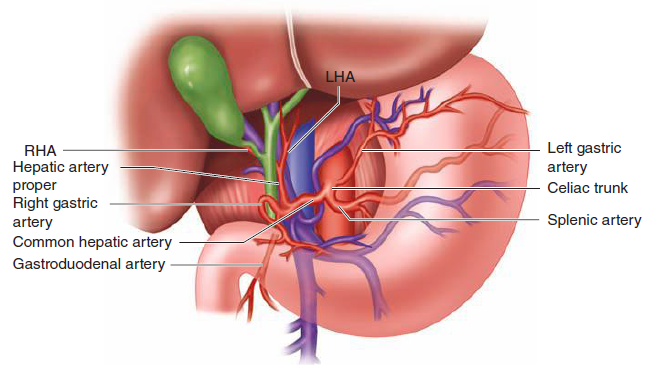 LHA
RHA
Hepatic artery
proper
Right gastric
artery
Common hepatic artery
Gastroduodenal artery
Left gastric
artery
Celiac trunk
Splenic artery